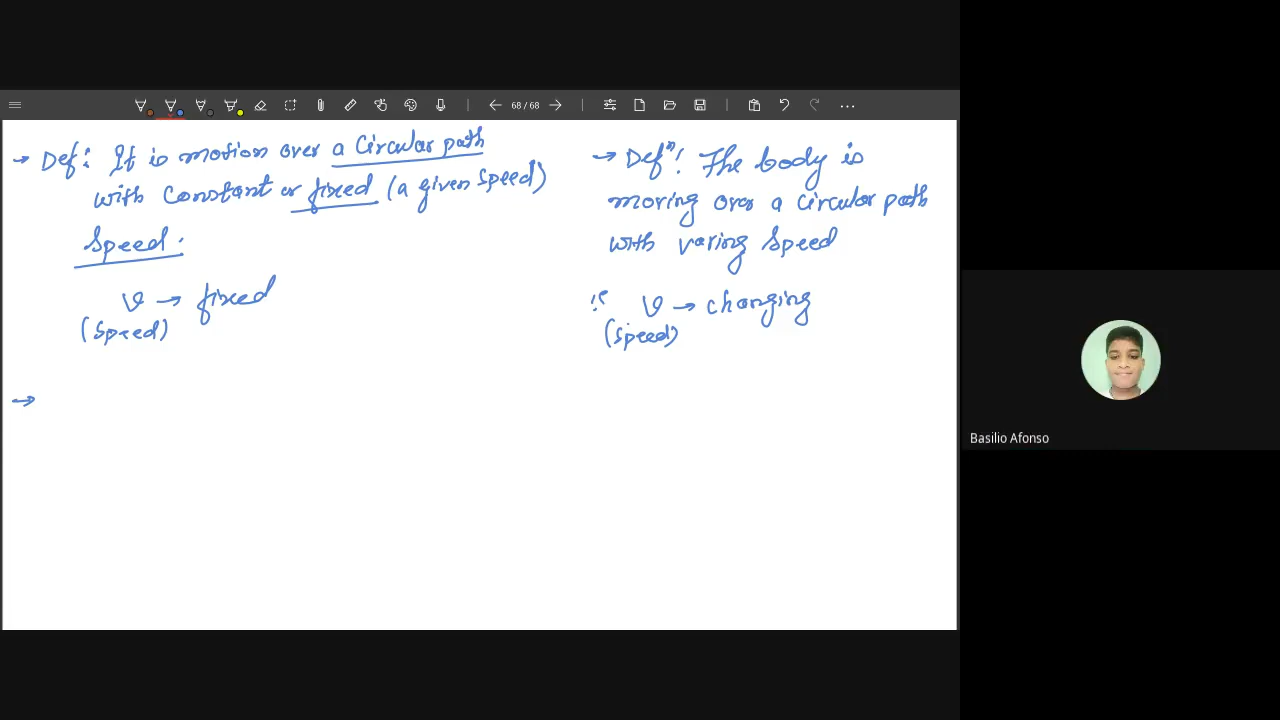 68 / 68
→ Def: It is motion over a Circular path
with Constant or fixed (a given Speed)
Speed:
v → fixed
(Speed)
→
→ Defⁿ: The body is
moving over a circular path
with varing Speed
v → changing
(Speed)
Basilio Afonso